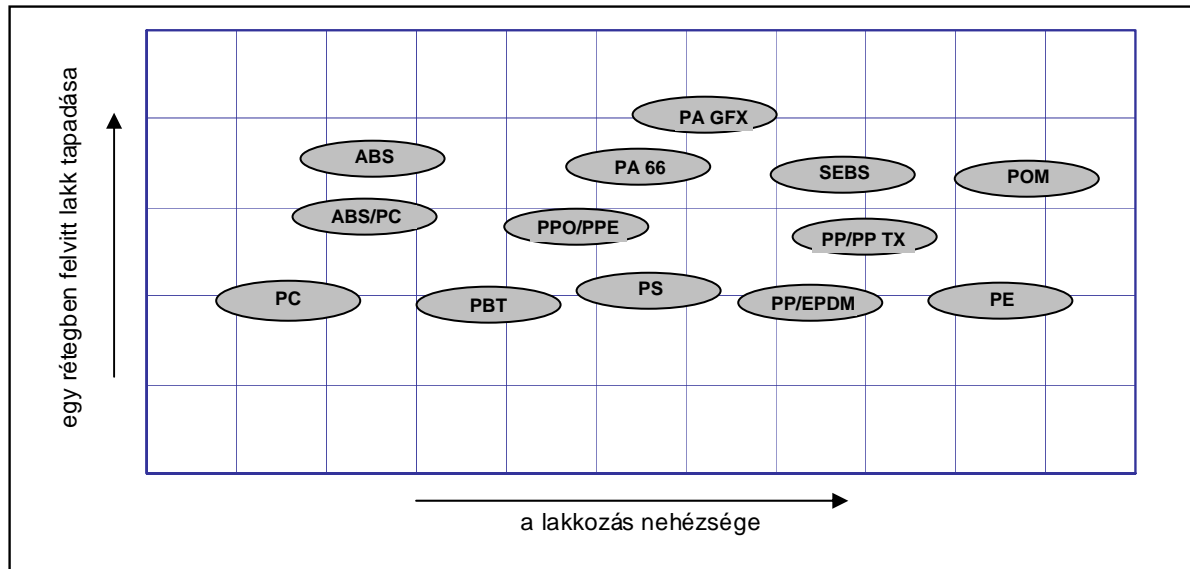 egy rétegben felvitt lakk tapadása
PA GFX
ABS
PA 66
SEBS
POM
ABS/PC
PPO/PPE
PP/PP TX
PC
PBT
PS
PP/EPDM
PE
a lakkozás nehézsége